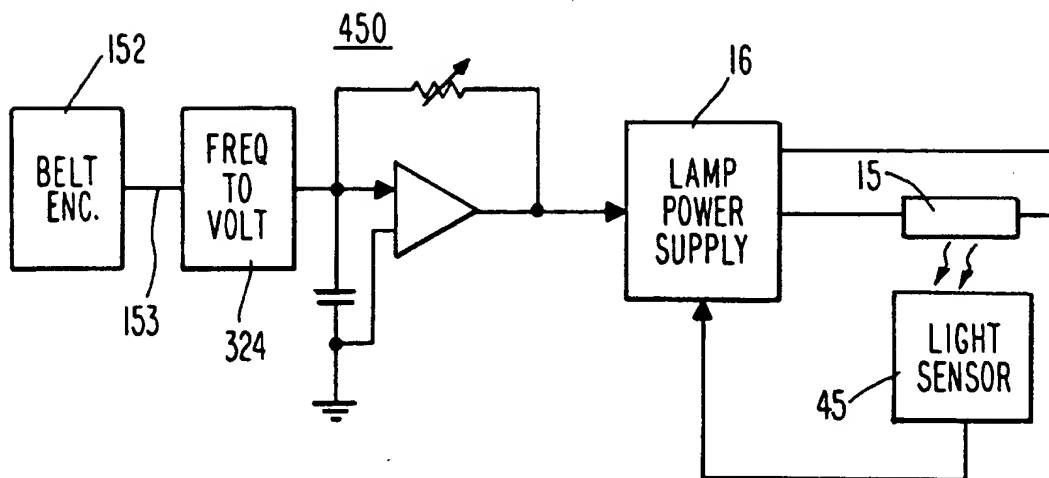 450
152
BELT
ENC.
153
FREQ
TO
VOLT
324
16
LAMP
POWER
SUPPLY
15
LIGHT
SENSOR
45